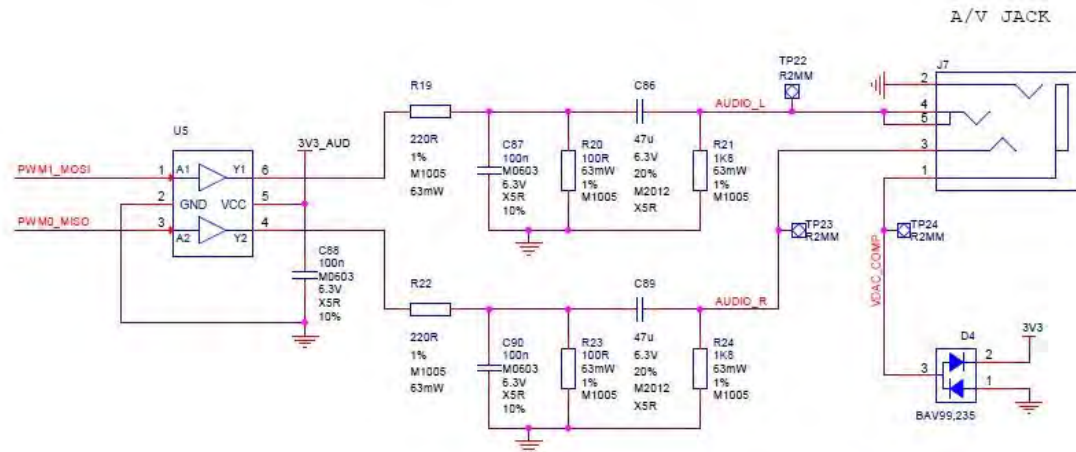 A/V JACK
TP22
R2MM
J7
2
4
5
3
1
R19
220R
1%
M1005
63mW
C86
47u
6.3V
20%
M2012
X5R
AUDIO_L
U5
3V3_AUD
PWM1_MOSI
1
A1
Y1
6
2
GND
VCC
5
PWM0_MISO
3
A2
Y2
4
C87
100n
M0603
6.3V
X5R
10%
R20
100R
63mW
1%
M1005
R21
1K8
63mW
1%
M1005
C88
100n
M0603
6.3V
X5R
10%
TP23
R2MM
TP24
R2MM
VDAC_COMP
R22
220R
1%
M1005
63mW
C89
47u
6.3V
20%
M2012
X5R
AUDIO_R
C90
100n
M0603
6.3V
X5R
10%
R23
100R
63mW
1%
M1005
R24
1K8
63mW
1%
M1005
D4
3V3
3
2
1
BAV99,235